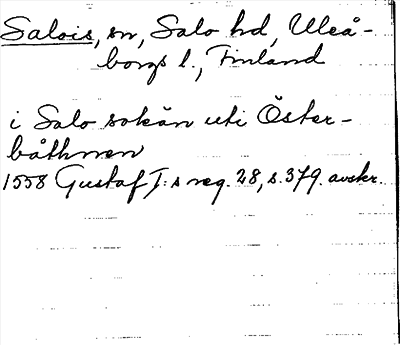 Salois, sn, Salo hd, Uleå-
borgs l., Finland
i Salo sokän uti Öster-
båthnen
1558 Gustaf I:s reg. 28, s. 379. avskr.